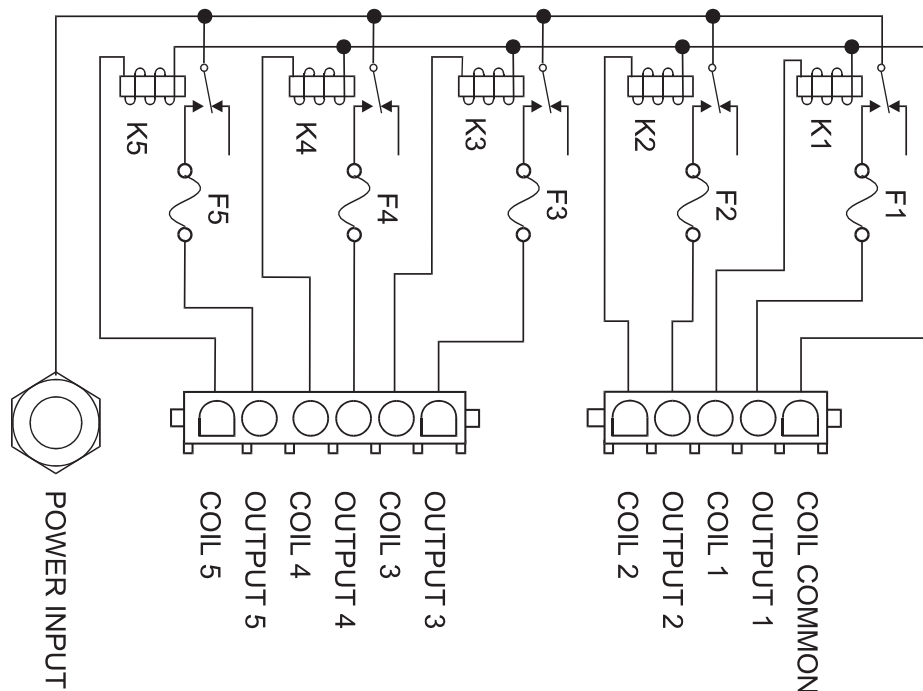 K5
K4
K3
K2
K1
F5
F4
F3
F2
F1
POWER INPUT
COIL 5
OUTPUT 5
COIL 4
OUTPUT 4
COIL 3
OUTPUT 3
COIL 2
OUTPUT 2
COIL 1
OUTPUT 1
COIL COMMON